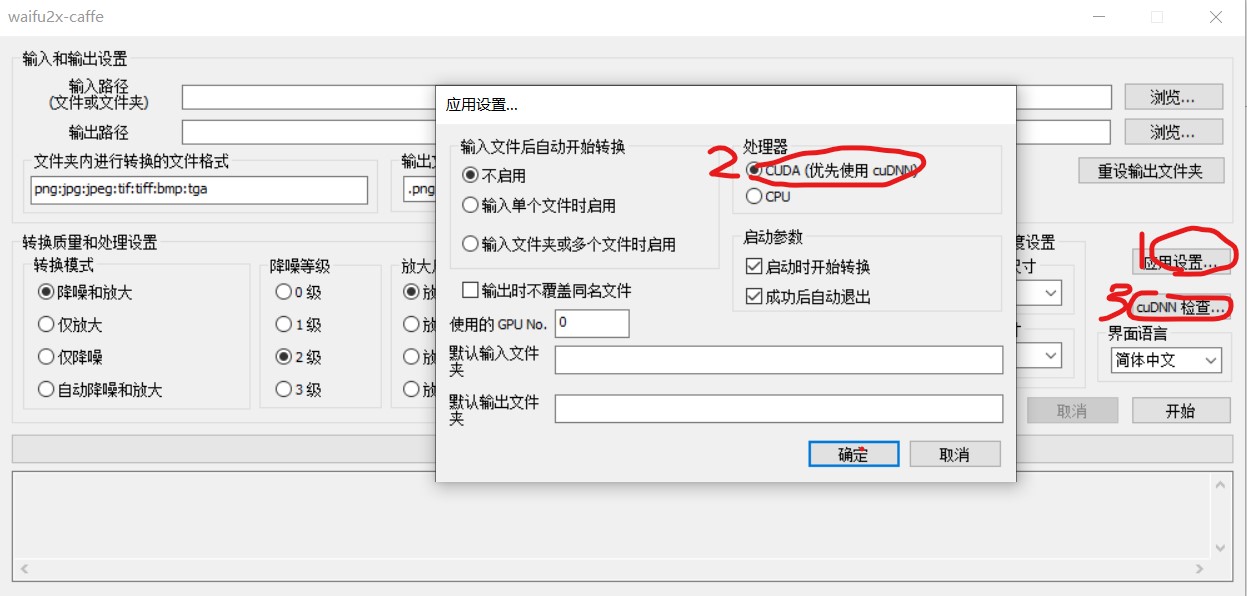 waifu2x-caffe
输入和输出设置
输入路径
(文件或文件夹)
浏览...
输出路径
浏览...
文件夹内进行转换的文件格式
png:jpg:jpeg:tif:tiff:bmp:tga
输出
.png
重设输出文件夹
转换质量和处理设置
转换模式
降噪和放大
仅放大
仅降噪
自动降噪和放大
降噪等级
0 级
1 级
2 级
3 级
放大
放
放
放
放
度设置
尺寸
寸
应用设置...
输入文件后自动开始转换
不启用
输入单个文件时启用
输入文件夹或多个文件时启用
输出时不覆盖同名文件
使用的 GPU No.
0
默认输入文件
夹
默认输出文件
夹
2
处理器
CUDA (优先使用 cuDNN)
CPU
启动参数
启动时开始转换
成功后自动退出
确定
取消
1
应用设置...
3
cuDNN 检查...
界面语言
简体中文
取消
开始